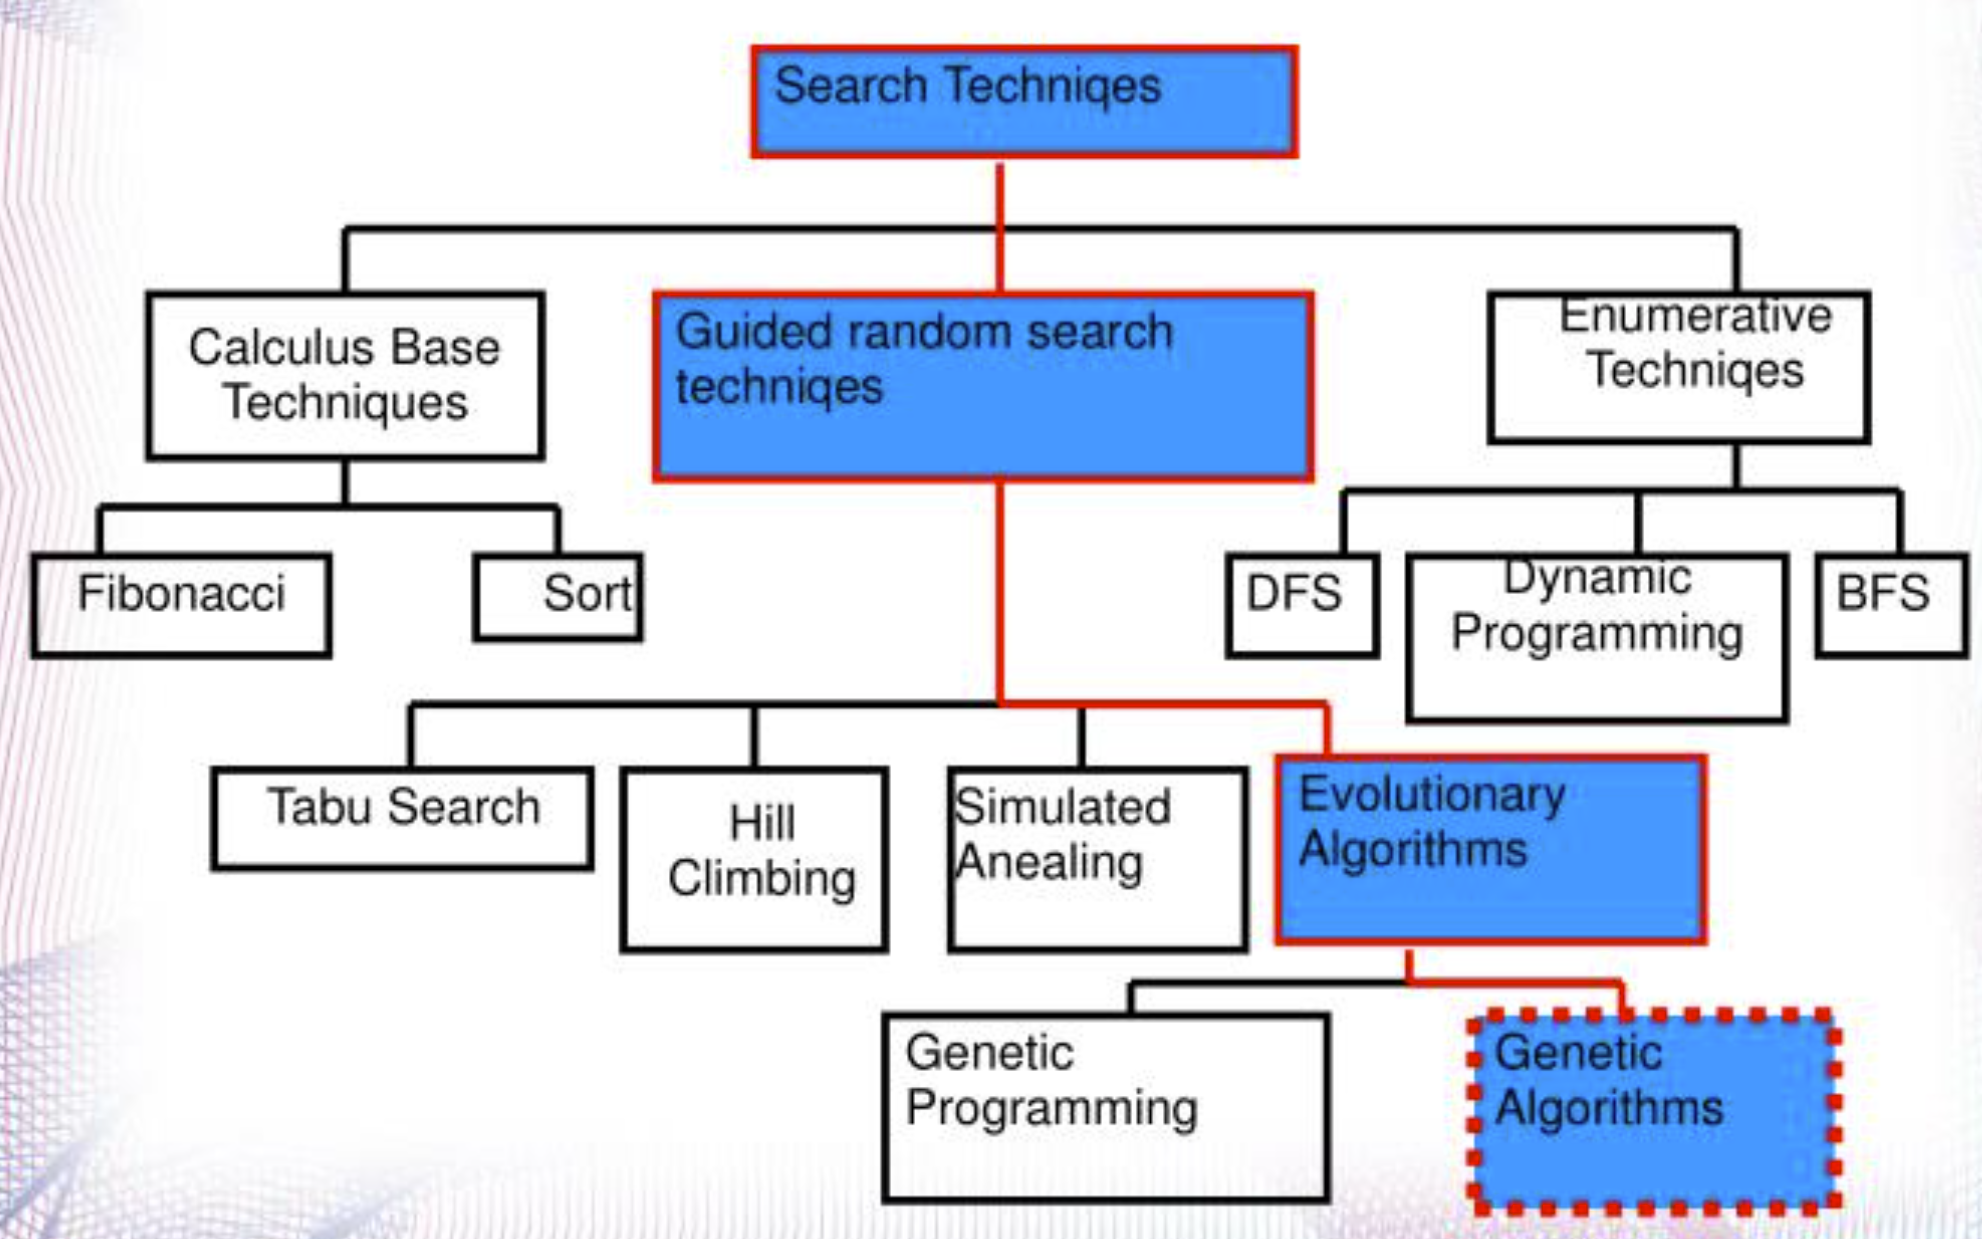 Search Techniqes
Calculus Base
Techniques
Guided random search
techniqes
Enumerative
Techniqes
Fibonacci
Sort
DFS
Dynamic
Programming
BFS
Tabu Search
Hill
Climbing
Simulated
Anealing
Evolutionary
Algorithms
Genetic
Programming
Genetic
Algorithms